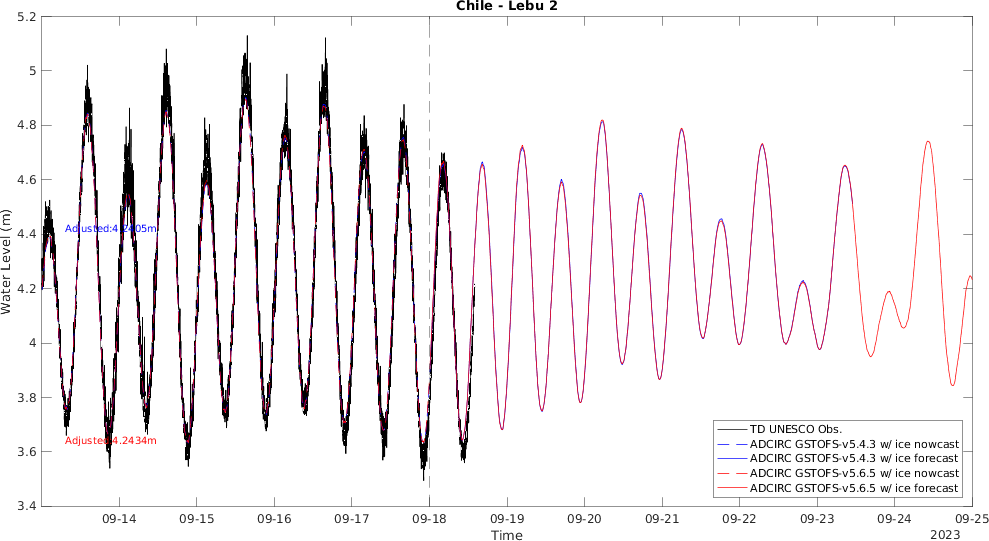 Chile - Lebu 2
5.2
5
4.8
4.6
4.4
4.2
4
3.8
3.6
3.4
Water Level (m)
Adjusted:4.2405m
Adjusted:4.2434m
TD UNESCO Obs.
ADCIRC GSTOFS-v5.4.3 w/ ice nowcast
ADCIRC GSTOFS-v5.4.3 w/ ice forecast
ADCIRC GSTOFS-v5.6.5 w/ ice nowcast
ADCIRC GSTOFS-v5.6.5 w/ ice forecast
09-14 09-15 09-16 09-17 09-18 09-19 09-20 09-21 09-22 09-23 09-24 09-25
Time
2023